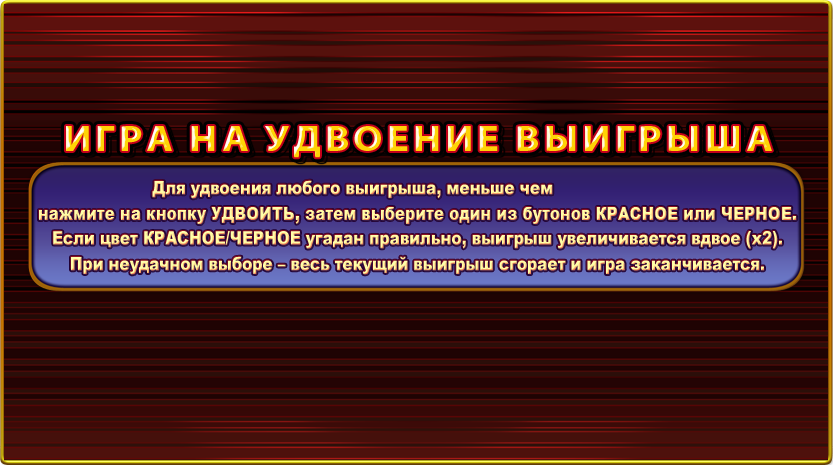 ИГРА НА УДВОЕНИЕ ВЫИГРЫША
Для удвоения любого выигрыша, меньше чем
нажмите на кнопку УДВОИТЬ, затем выберите один из бутонов КРАСНОЕ или ЧЕРНОЕ.
Если цвет КРАСНОЕ/ЧЕРНОЕ угадан правильно, выигрыш увеличивается вдвое (x2).
При неудачном выборе – весь текущий выигрыш сгорает и игра заканчивается.